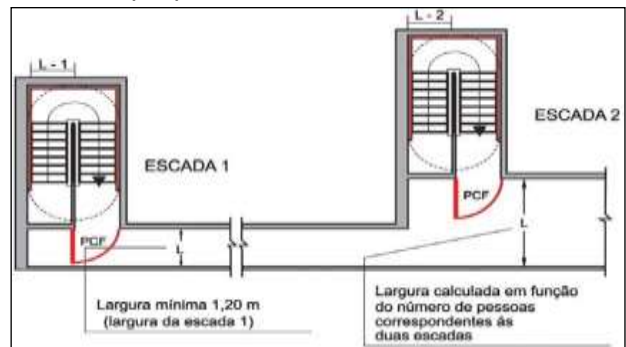 L - 1
L - 2
ESCADA 1
ESCADA 2
PCF
PCF
L
L
Largura mínima 1,20 m
(largura da escada 1)
Largura calculada em função
do número de pessoas
correspondentes ás
duas escadas